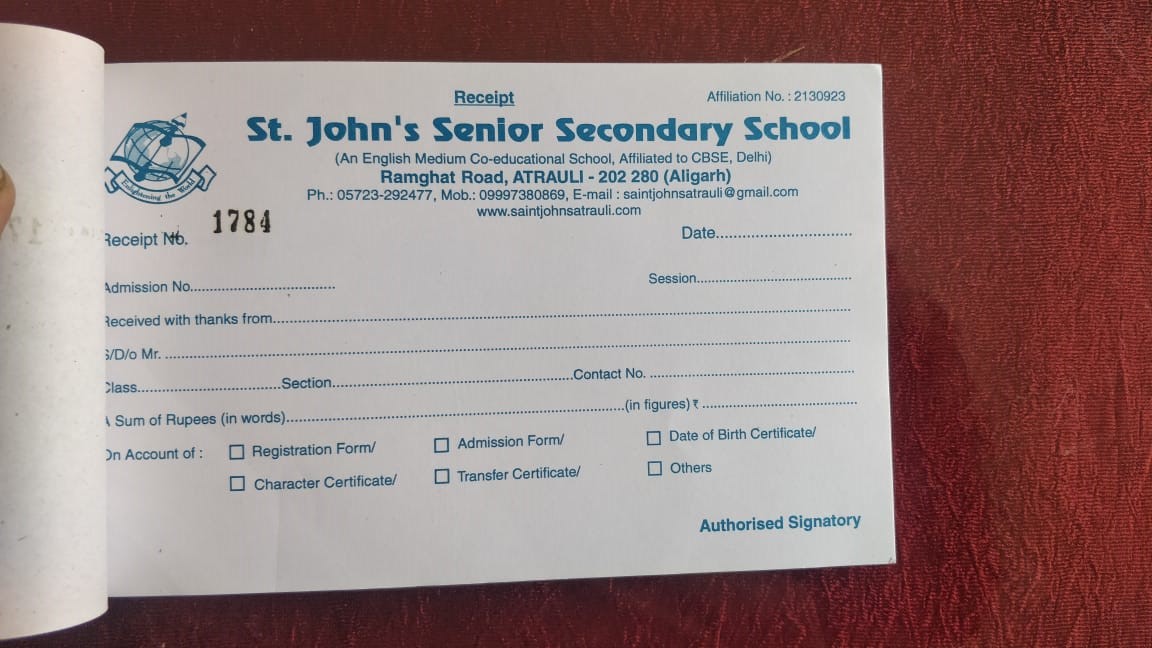 Receipt
Affiliation No. : 2130923
St. John's Senior Secondary School
(An English Medium Co-educational School, Affiliated to CBSE, Delhi)
Ramghat Road, ATRAULI - 202 280 (Aligarh)
Ph.: 05723-292477, Mob.: 09997380869, E-mail : saintjohnsatrauli@gmail.com
www.saintjohnsatrauli.com
Enlightening the World
Receipt No. 1784 Date
Admission No. Session
Received with thanks from
S/D/o Mr.
Class Section Contact No.
A Sum of Rupees (in words) (in figures) ₹
On Account of : Registration Form/ Admission Form/ Date of Birth Certificate/
Character Certificate/ Transfer Certificate/ Others
Authorised Signatory